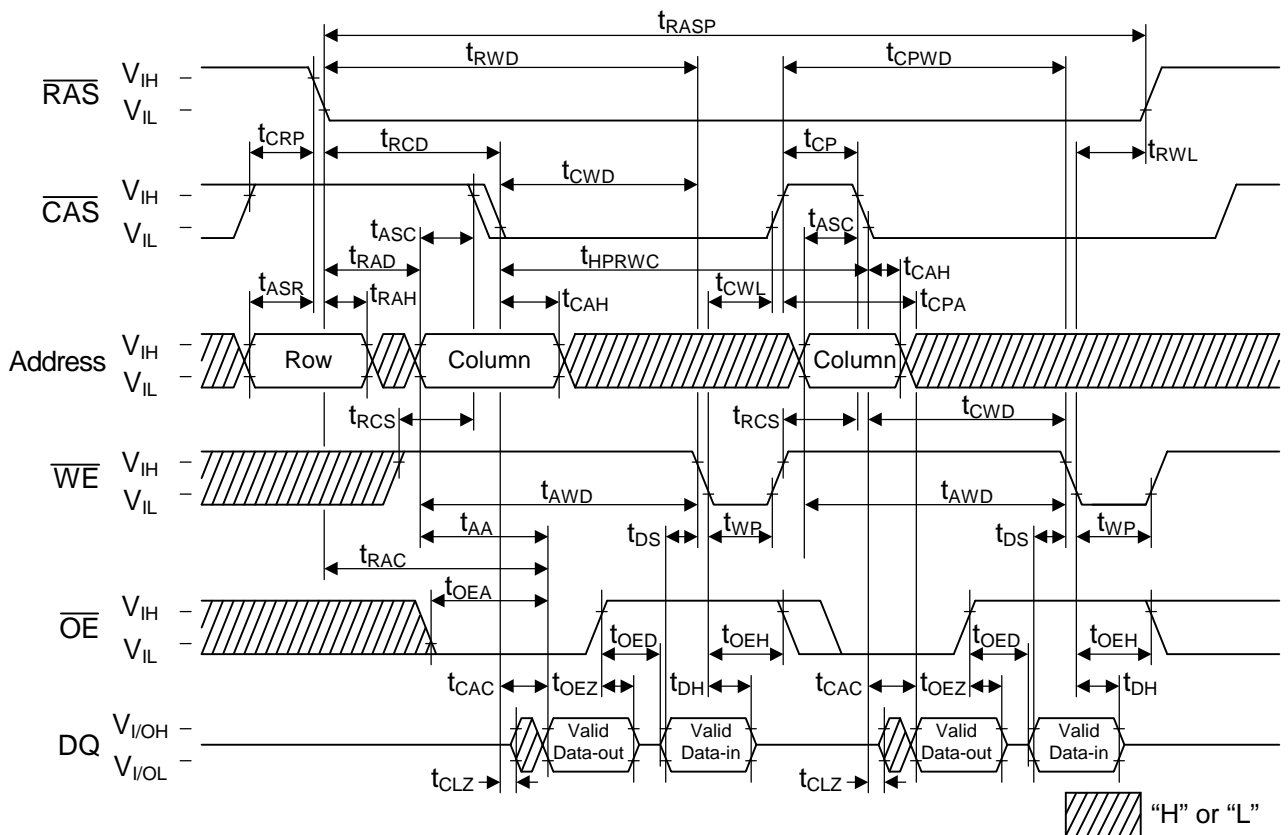 tRASP
tRWD tCPWD
RAS VIH
VIL
tCRP tRCD tCP tRWL
tCWD
CAS VIH
VIL
tASC tASC
tRAD tHPRWC tCAH
tASR tRAH tCAH tCWL tCPA
Address VIH Row Column Column
VIL
tRCS tRCS tCWD
WE VIH
VIL
tAWD tAWD
tAA tDS tWP tDS tWP
tRAC
tOEA
OE VIH
VIL
tOED tOEH tOED tOEH
tCAC tOEZ tDH tCAC tOEZ tDH
DQ VI/OH Valid Valid Valid Valid
Data-out Data-in Data-out Data-in
VI/OL
tCLZ tCLZ
“H” or “L”